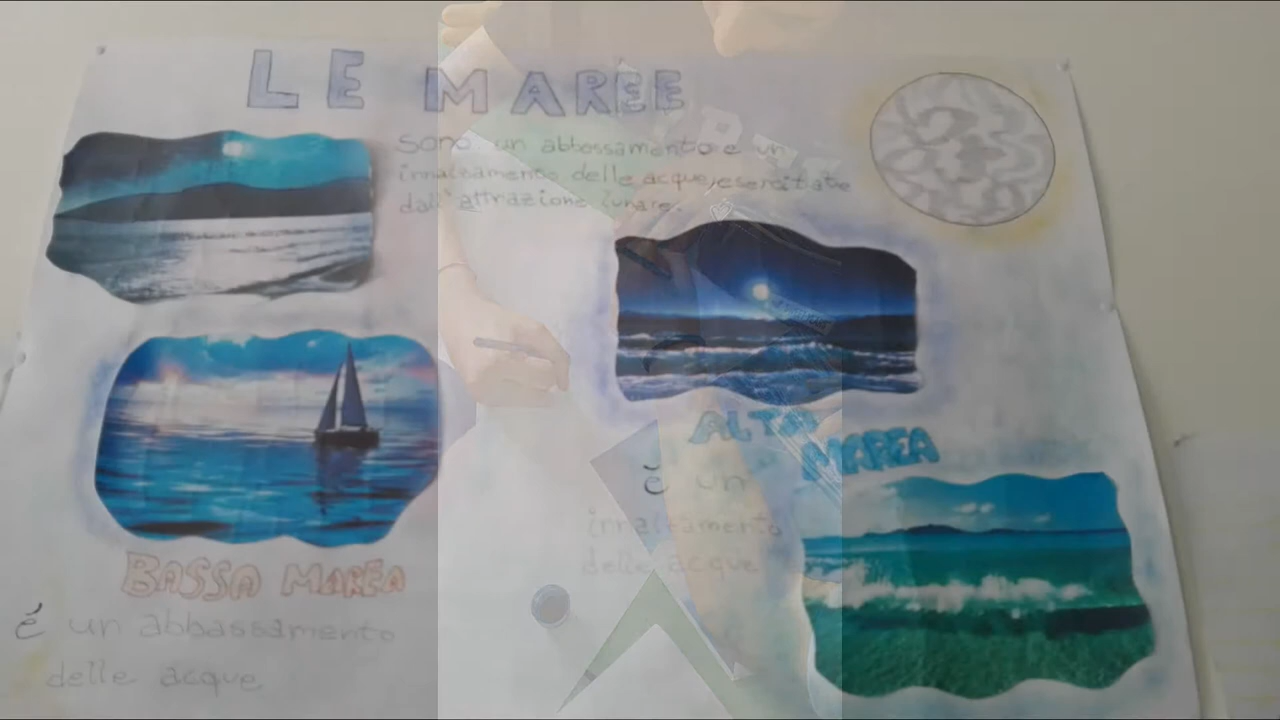 LE MAREE
sono un abbassamento e un
innalzamento delle acque, esercitate
dall'attrazione lunare.
ALTA
MAREA
è un
innalzamento
delle acque
BASSA MAREA
è un abbassamento
delle acque